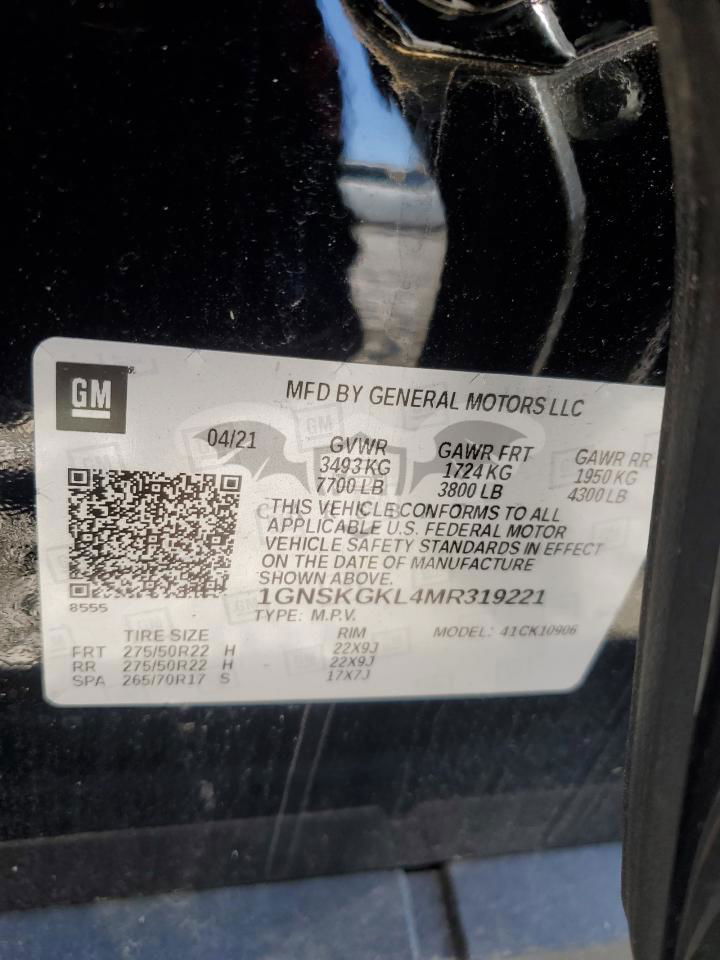 GM
MFD BY GENERAL MOTORS LLC
04/21 GVWR GAWR FRT GAWR RR
3493 KG 1724 KG 1950 KG
7700 LB 3800 LB 4300 LB
THIS VEHICLE CONFORMS TO ALL
APPLICABLE U.S. FEDERAL MOTOR
VEHICLE SAFETY STANDARDS IN EFFECT
ON THE DATE OF MANUFACTURE
SHOWN ABOVE.
8555 1GNSKGKL4MR319221
TYPE: M.P.V. MODEL: 41CK10906
TIRE SIZE RIM
FRT 275/50R22 H 22X9J
RR 275/50R22 H 22X9J
SPA 265/70R17 S 17X7J